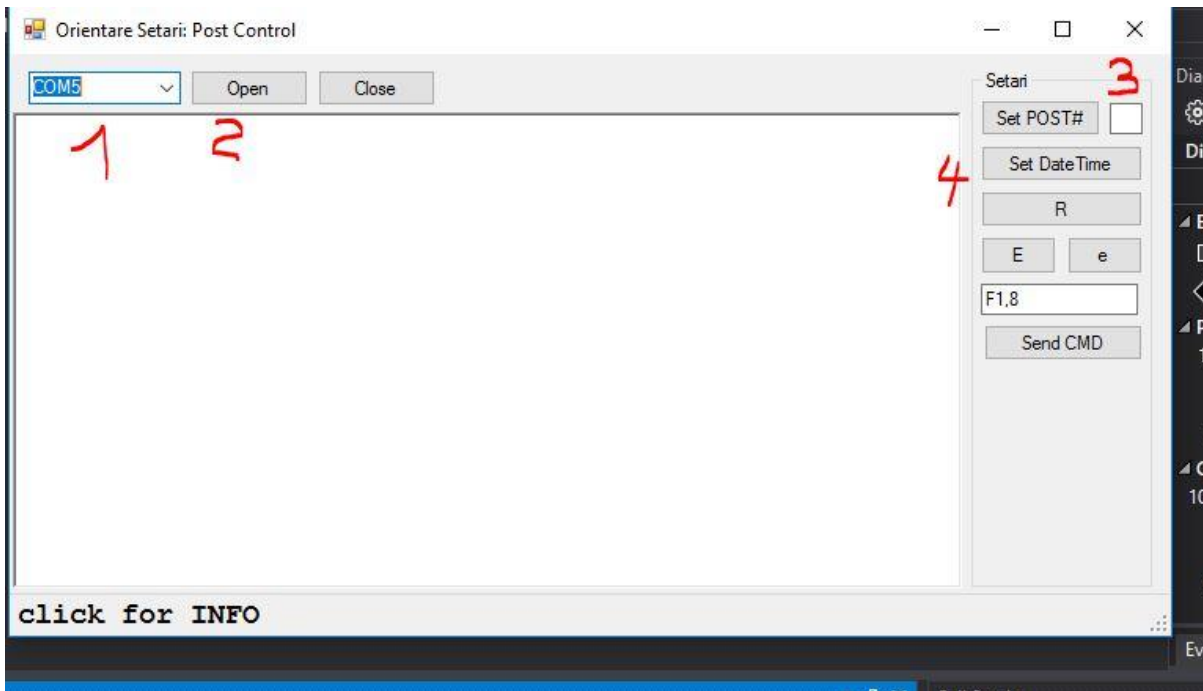 Orientare Setari: Post Control
COM5 Open Close
1 2
Setari 3
Set POST#
4 Set DateTime
R
E e
F1,8
Send CMD
click for INFO
Dia
Di
10
Ev